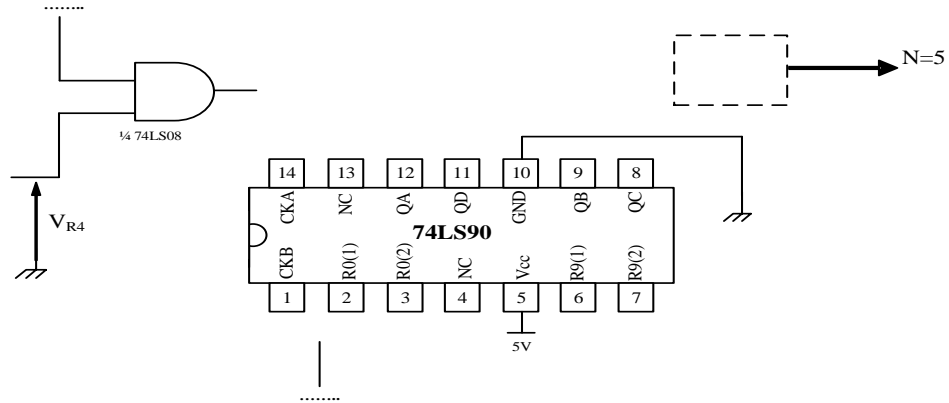 ........
N=5
¼ 74LS08
14 13 12 11 10 9 8
CKA NC QA QD GND QB QC
V_R4
74LS90
CKB R0(1) R0(2) NC Vcc R9(1) R9(2)
1 2 3 4 5 6 7
5V
........